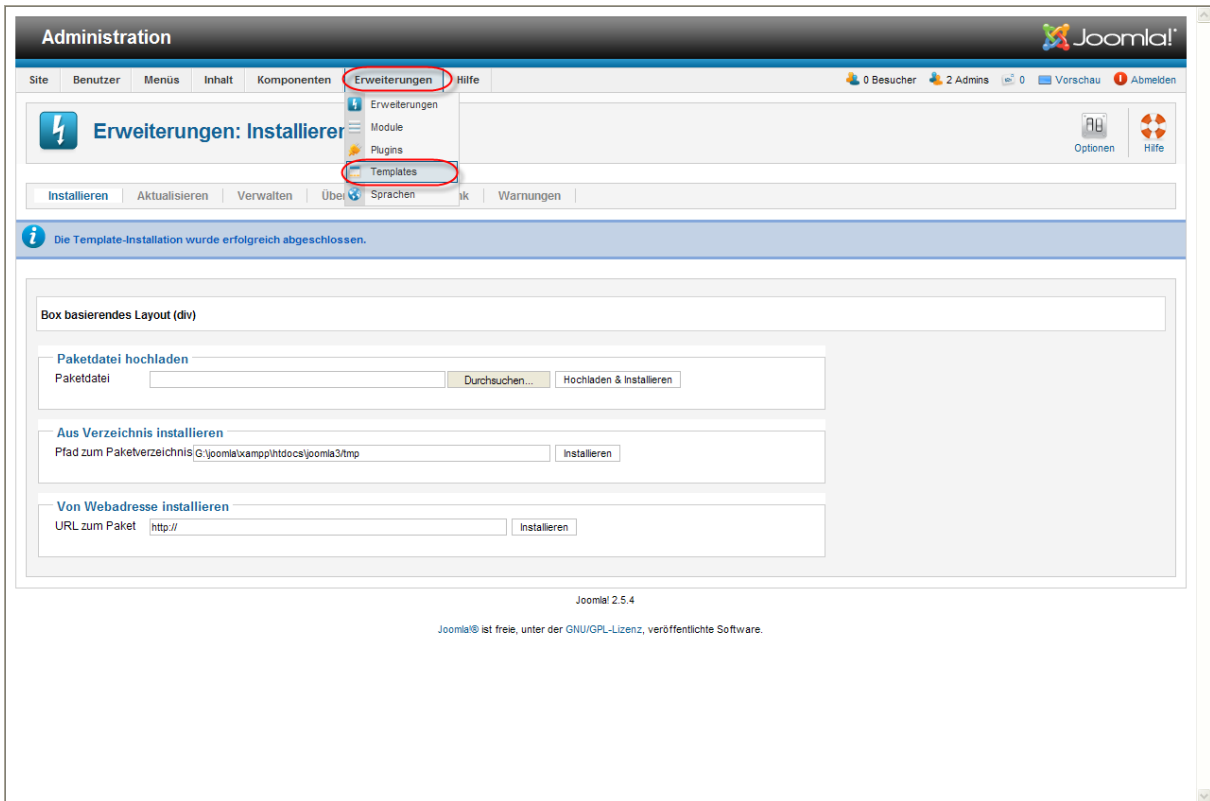 Administration
Joomla!
Site Benutzer Menüs Inhalt Komponenten Erweiterungen Hilfe 0 Besucher 2 Admins 0 Vorschau Abmelden
Erweiterungen
Module
Plugins
Templates
Sprachen
Erweiterungen: Installieren
Optionen Hilfe
Installieren Aktualisieren Verwalten Über nk Warnungen
Die Template-Installation wurde erfolgreich abgeschlossen.
Box basierendes Layout (div)
Paketdatei hochladen
Paketdatei Durchsuchen... Hochladen & Installieren
Aus Verzeichnis installieren
Pfad zum Paketverzeichnis G:\joomla\xampp\htdocs\joomla3/tmp Installieren
Von Webadresse installieren
URL zum Paket http:// Installieren
Joomla! 2.5.4
Joomla!® ist freie, unter der GNU/GPL-Lizenz, veröffentlichte Software.